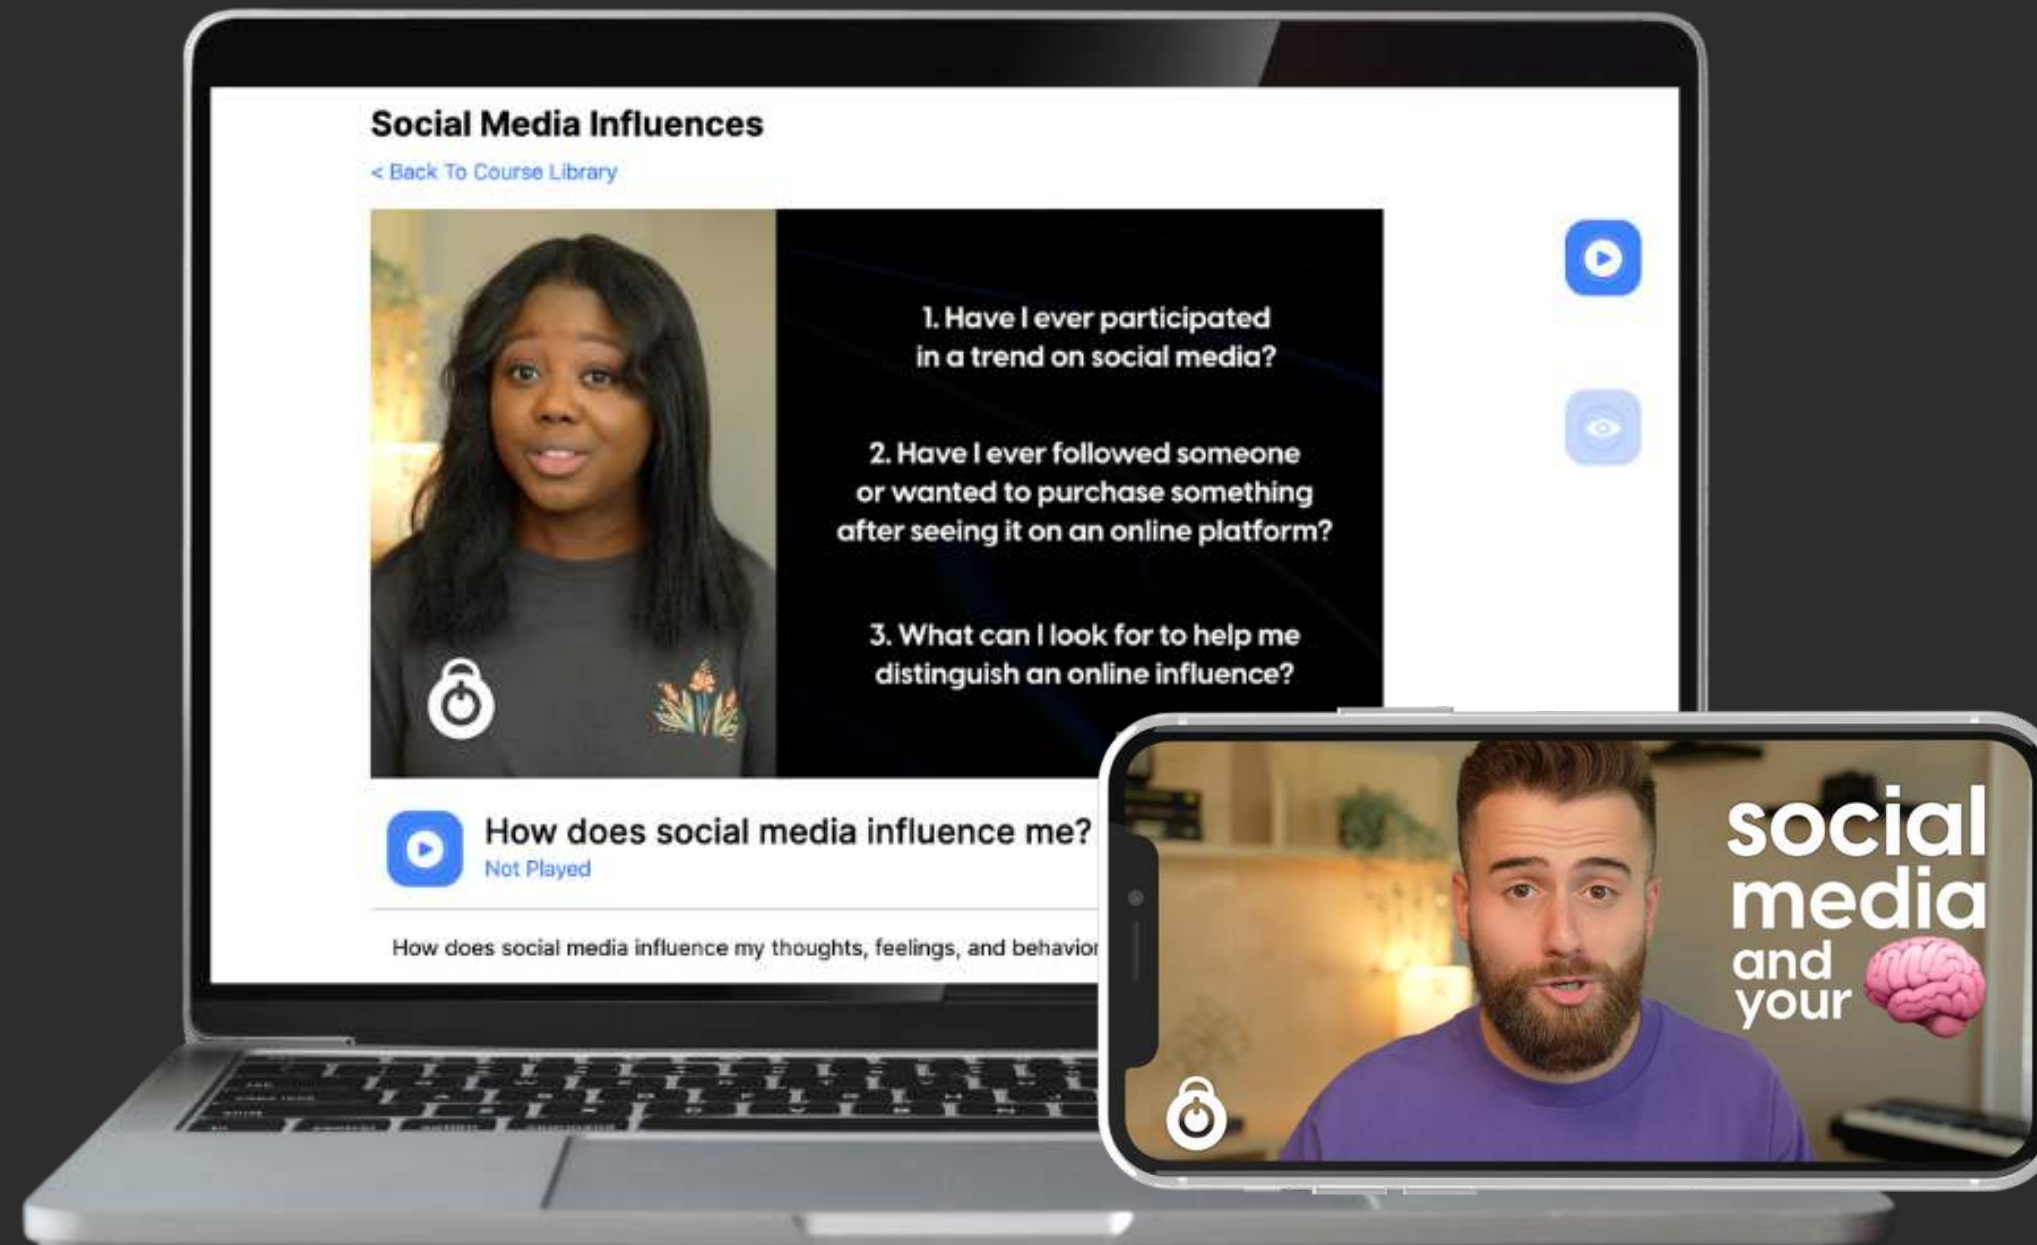 Social Media Influences
< Back To Course Library
1. Have I ever participated
in a trend on social media?
2. Have I ever followed someone
or wanted to purchase something
after seeing it on an online platform?
3. What can I look for to help me
distinguish an online influence?
How does social media influence me?
Not Played
How does social media influence my thoughts, feelings, and behavior
social
media
and
your